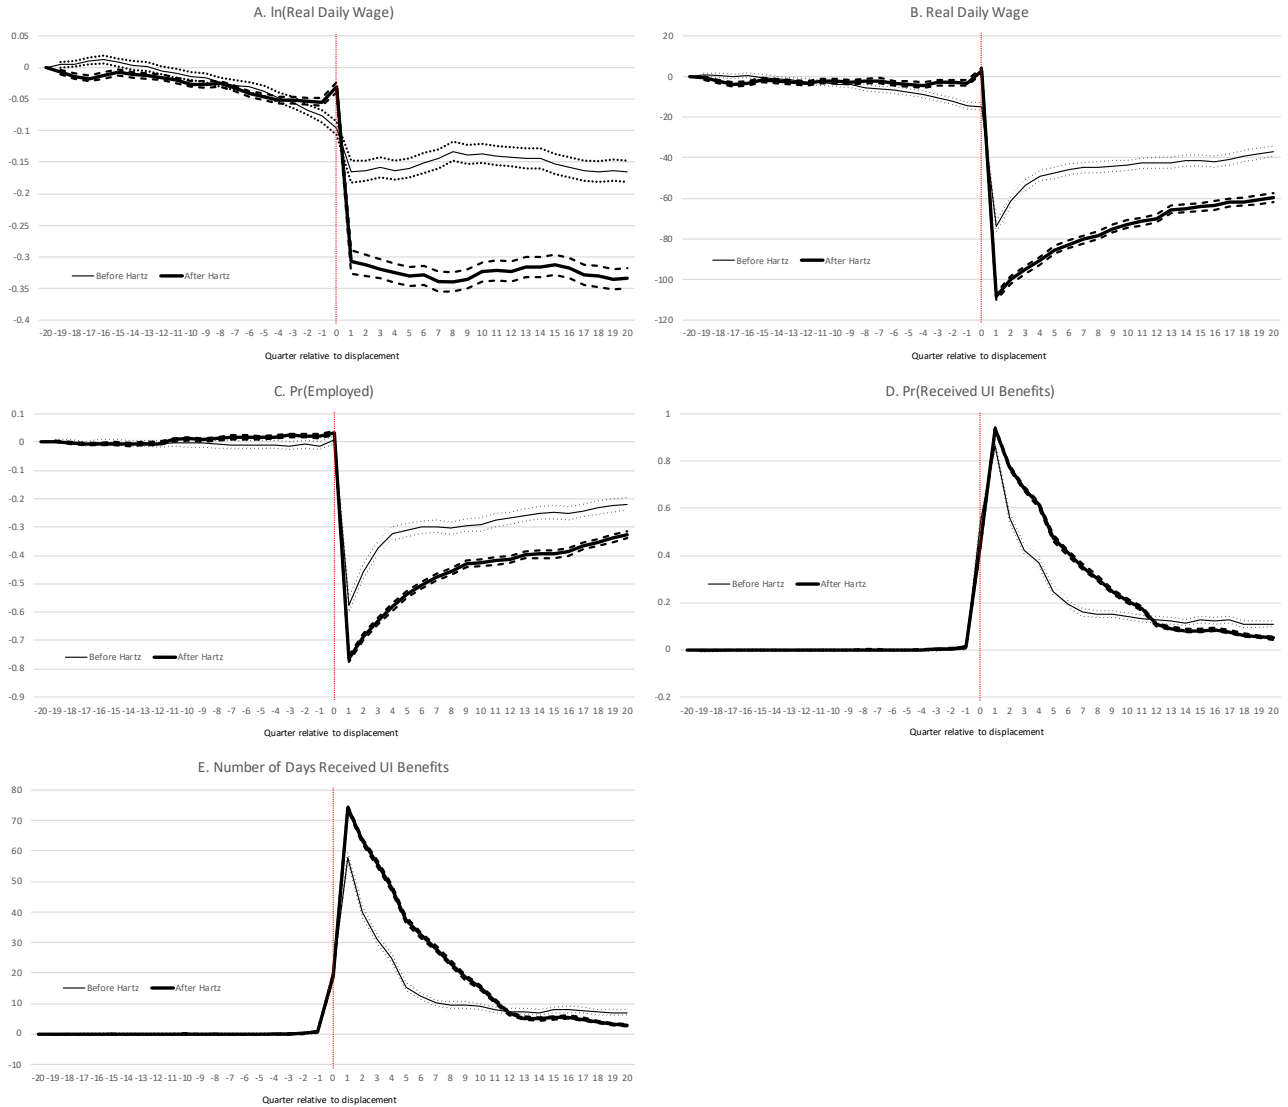 A. ln(Real Daily Wage)
0.05
0
-0.05
-0.1
-0.15
-0.2
-0.25
-0.3
-0.35
-0.4
Before Hartz After Hartz
-20 -19 -18 -17 -16 -15 -14 -13 -12 -11 -10 -9 -8 -7 -6 -5 -4 -3 -2 -1 0 1 2 3 4 5 6 7 8 9 10 11 12 13 14 15 16 17 18 19 20
Quarter relative to displacement
B. Real Daily Wage
20
0
-20
-40
-60
-80
-100
-120
Before Hartz After Hartz
-20 -19 -18 -17 -16 -15 -14 -13 -12 -11 -10 -9 -8 -7 -6 -5 -4 -3 -2 -1 0 1 2 3 4 5 6 7 8 9 10 11 12 13 14 15 16 17 18 19 20
Quarter relative to displacement
C. Pr(Employed)
0.1
0
-0.1
-0.2
-0.3
-0.4
-0.5
-0.6
-0.7
-0.8
-0.9
Before Hartz After Hartz
-20 -19 -18 -17 -16 -15 -14 -13 -12 -11 -10 -9 -8 -7 -6 -5 -4 -3 -2 -1 0 1 2 3 4 5 6 7 8 9 10 11 12 13 14 15 16 17 18 19 20
Quarter relative to displacement
D. Pr(Received UI Benefits)
1
0.8
0.6
0.4
0.2
0
-0.2
Before Hartz After Hartz
-20 -19 -18 -17 -16 -15 -14 -13 -12 -11 -10 -9 -8 -7 -6 -5 -4 -3 -2 -1 0 1 2 3 4 5 6 7 8 9 10 11 12 13 14 15 16 17 18 19 20
Quarter relative to displacement
E. Number of Days Received UI Benefits
80
70
60
50
40
30
20
10
0
-10
Before Hartz After Hartz
-20 -19 -18 -17 -16 -15 -14 -13 -12 -11 -10 -9 -8 -7 -6 -5 -4 -3 -2 -1 0 1 2 3 4 5 6 7 8 9 10 11 12 13 14 15 16 17 18 19 20
Quarter relative to displacement